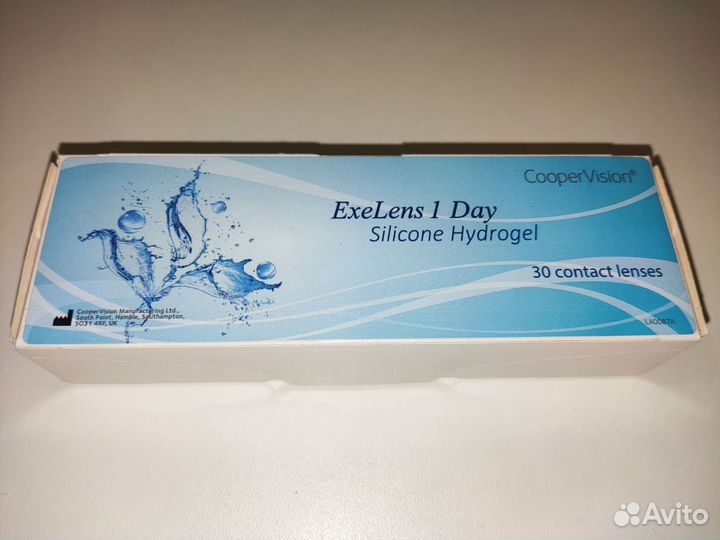 CooperVision®
ExeLens 1 Day
Silicone Hydrogel
30 contact lenses
CooperVision Manufacturing Ltd.,
South Point, Hamble, Southampton,
SO31 4RF, UK
LA0087A
Avito